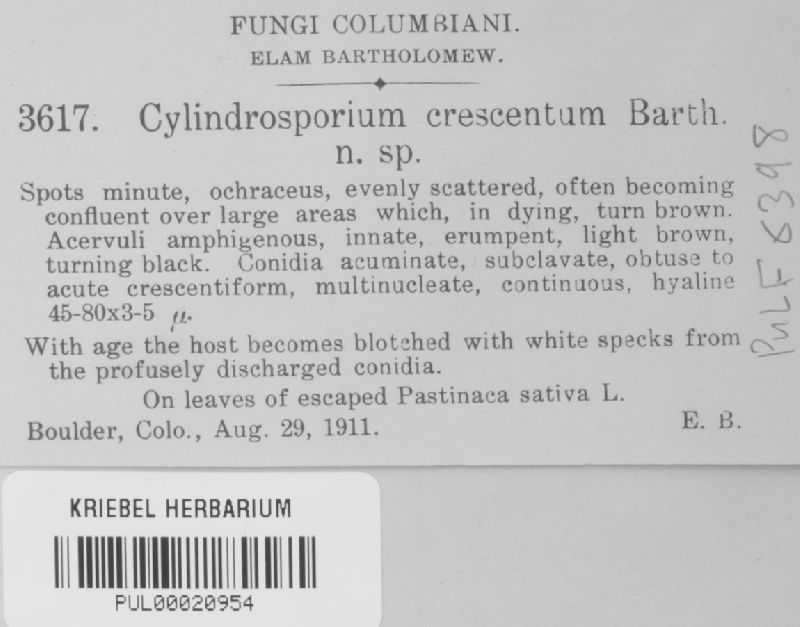 FUNGI COLUMBIANI.
ELAM BARTHOLOMEW.
3617. Cylindrosporium crescentum Barth.
n. sp.
Spots minute, ochraceus, evenly scattered, often becoming
confluent over large areas which, in dying, turn brown.
Acervuli amphigenous, innate, erumpent, light brown,
turning black. Conidia acuminate, subclavate, obtuse to
acute crescentiform, multinucleate, continuous, hyaline
45-80x3-5 µ.
With age the host becomes blotched with white specks from
the profusely discharged conidia.
On leaves of escaped Pastinaca sativa L.
Boulder, Colo., Aug. 29, 1911. E. B.
PUL F 8398
KRIEBEL HERBARIUM
PUL00020954